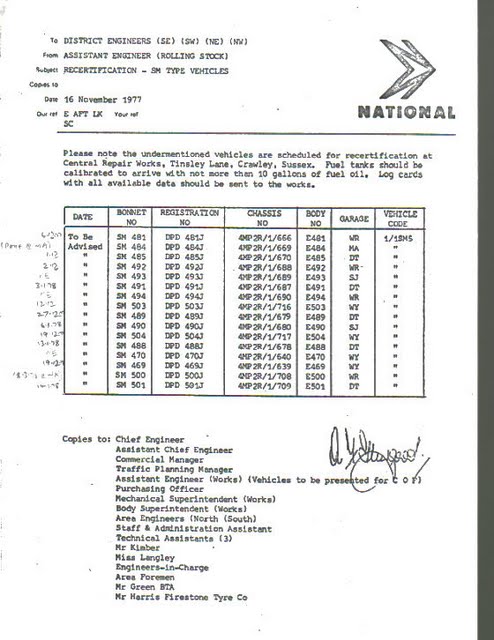 To DISTRICT ENGINEERS (SE) (SW) (NE) (NW)
From ASSISTANT ENGINEER (ROLLING STOCK)
Subject RECERTIFICATION - SM TYPE VEHICLES
Copies to
Date 16 November 1977
Our ref E AFT LK Your ref
SC
NATIONAL
Please note the undermentioned vehicles are scheduled for recertification at
Central Repair Works, Tinsley Lane, Crawley, Sussex. Fuel tanks should be
calibrated to arrive with not more than 10 gallons of fuel oil. Log cards
with all available data should be sent to the works.
DATE BONNET NO REGISTRATION NO CHASSIS NO BODY NO GARAGE VEHICLE CODE
To Be SM 481 DPD 481J 4MP2R/1/666 E481 WR 1/1SMS
Advised SM 484 DPD 484J 4MP2R/1/669 E484 MA "
" SM 485 DPD 485J 4MP2R/1/670 E485 DT "
" SM 492 DPD 492J 4MP2R/1/688 E492 WR "
" SM 493 DPD 493J 4MP2R/1/689 E493 SJ "
" SM 491 DPD 491J 4MP2R/1/687 E491 DT "
" SM 494 DPD 494J 4MP2R/1/690 E494 WR "
" SM 503 DPD 503J 4MP2R/1/716 E503 WY "
" SM 489 DPD 489J 4MP2R/1/679 E489 DT "
" SM 490 DPD 490J 4MP2R/1/680 E490 SJ "
" SM 504 DPD 504J 4MP2R/1/717 E504 WY "
" SM 488 DPD 488J 4MP2R/1/678 E488 DT "
" SM 470 DPD 470J 4MP2R/1/640 E470 WY "
" SM 469 DPD 469J 4MP2R/1/639 E469 WY "
" SM 500 DPD 500J 4MP2R/1/708 E500 WR "
" SM 501 DPD 501J 4MP2R/1/709 E501 DT "
Copies to: Chief Engineer
Assistant Chief Engineer
Commercial Manager
Traffic Planning Manager
Assistant Engineer (Works) (Vehicles to be presented for C O F)
Purchasing Officer
Mechanical Superintendent (Works)
Body Superintendent (Works)
Area Engineers (North (South)
Staff & Administration Assistant
Technical Assistants (3)
Mr Kimber
Miss Langley
Engineers-in-Charge
Area Foremen
Mr Green BTA
Mr Harris Firestone Tyre Co